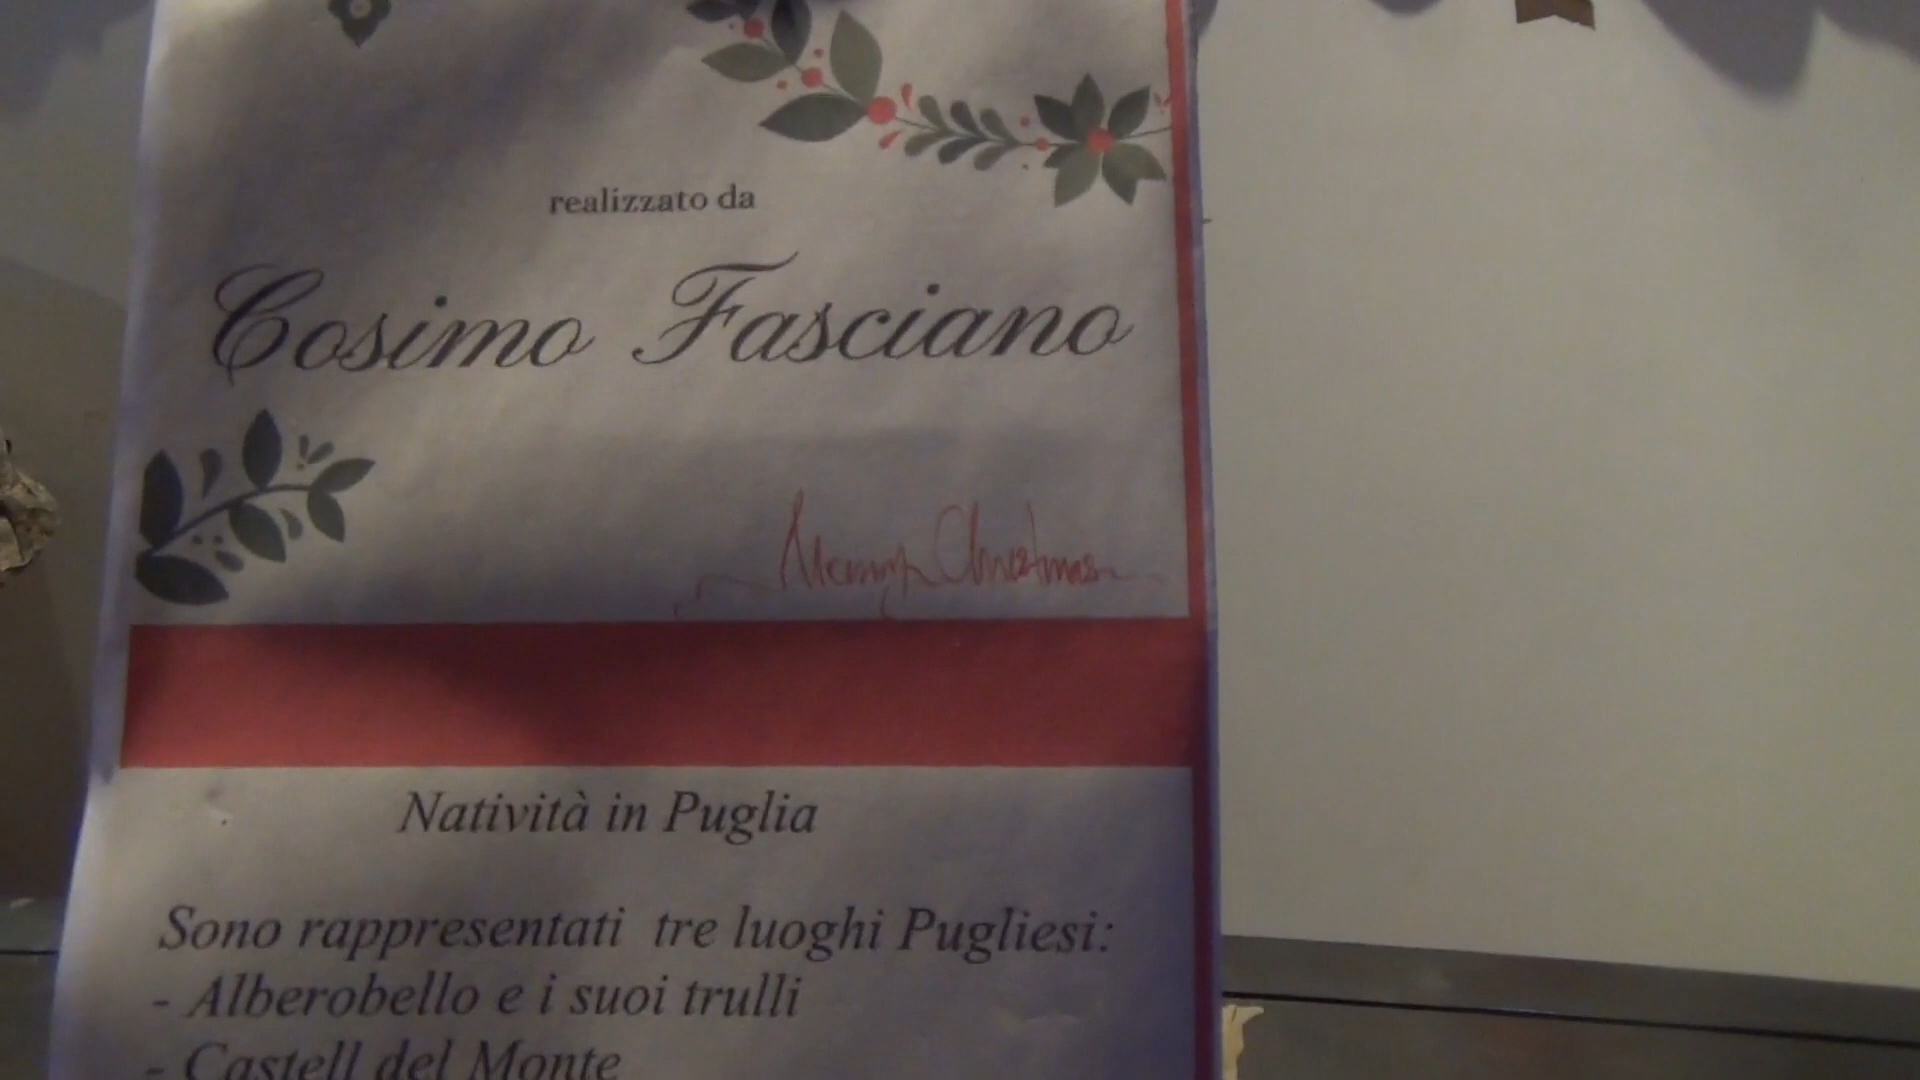 realizzato da
Cosimo Fasciano
Merry Christmas
Natività in Puglia
Sono rappresentati tre luoghi Pugliesi:
- Alberobello e i suoi trulli
- Castell del Monte